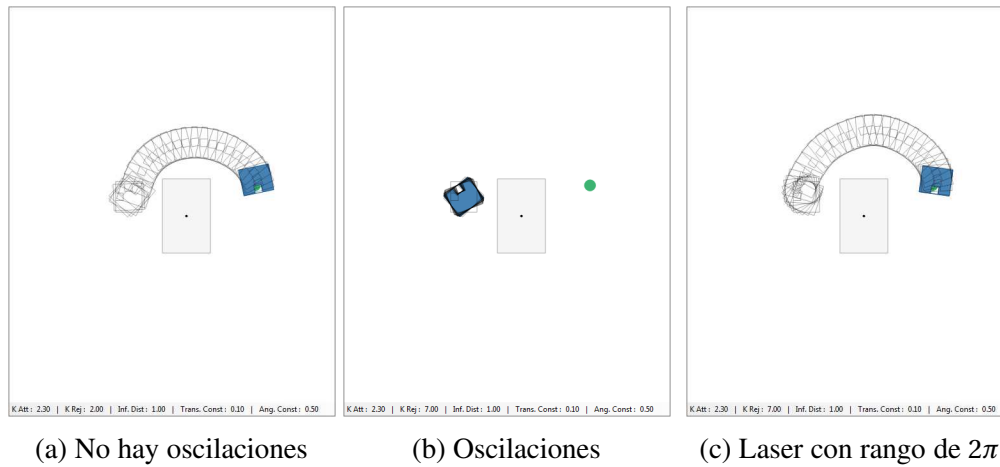 K Att : 2.30 | K Rej : 2.00 | Inf. Dist : 1.00 | Trans. Const : 0.10 | Ang. Const : 0.50
K Att : 2.30 | K Rej : 7.00 | Inf. Dist : 1.00 | Trans. Const : 0.10 | Ang. Const : 0.50
K Att : 2.30 | K Rej : 7.00 | Inf. Dist : 1.00 | Trans. Const : 0.10 | Ang. Const : 0.50
(a) No hay oscilaciones
(b) Oscilaciones
(c) Laser con rango de 2π